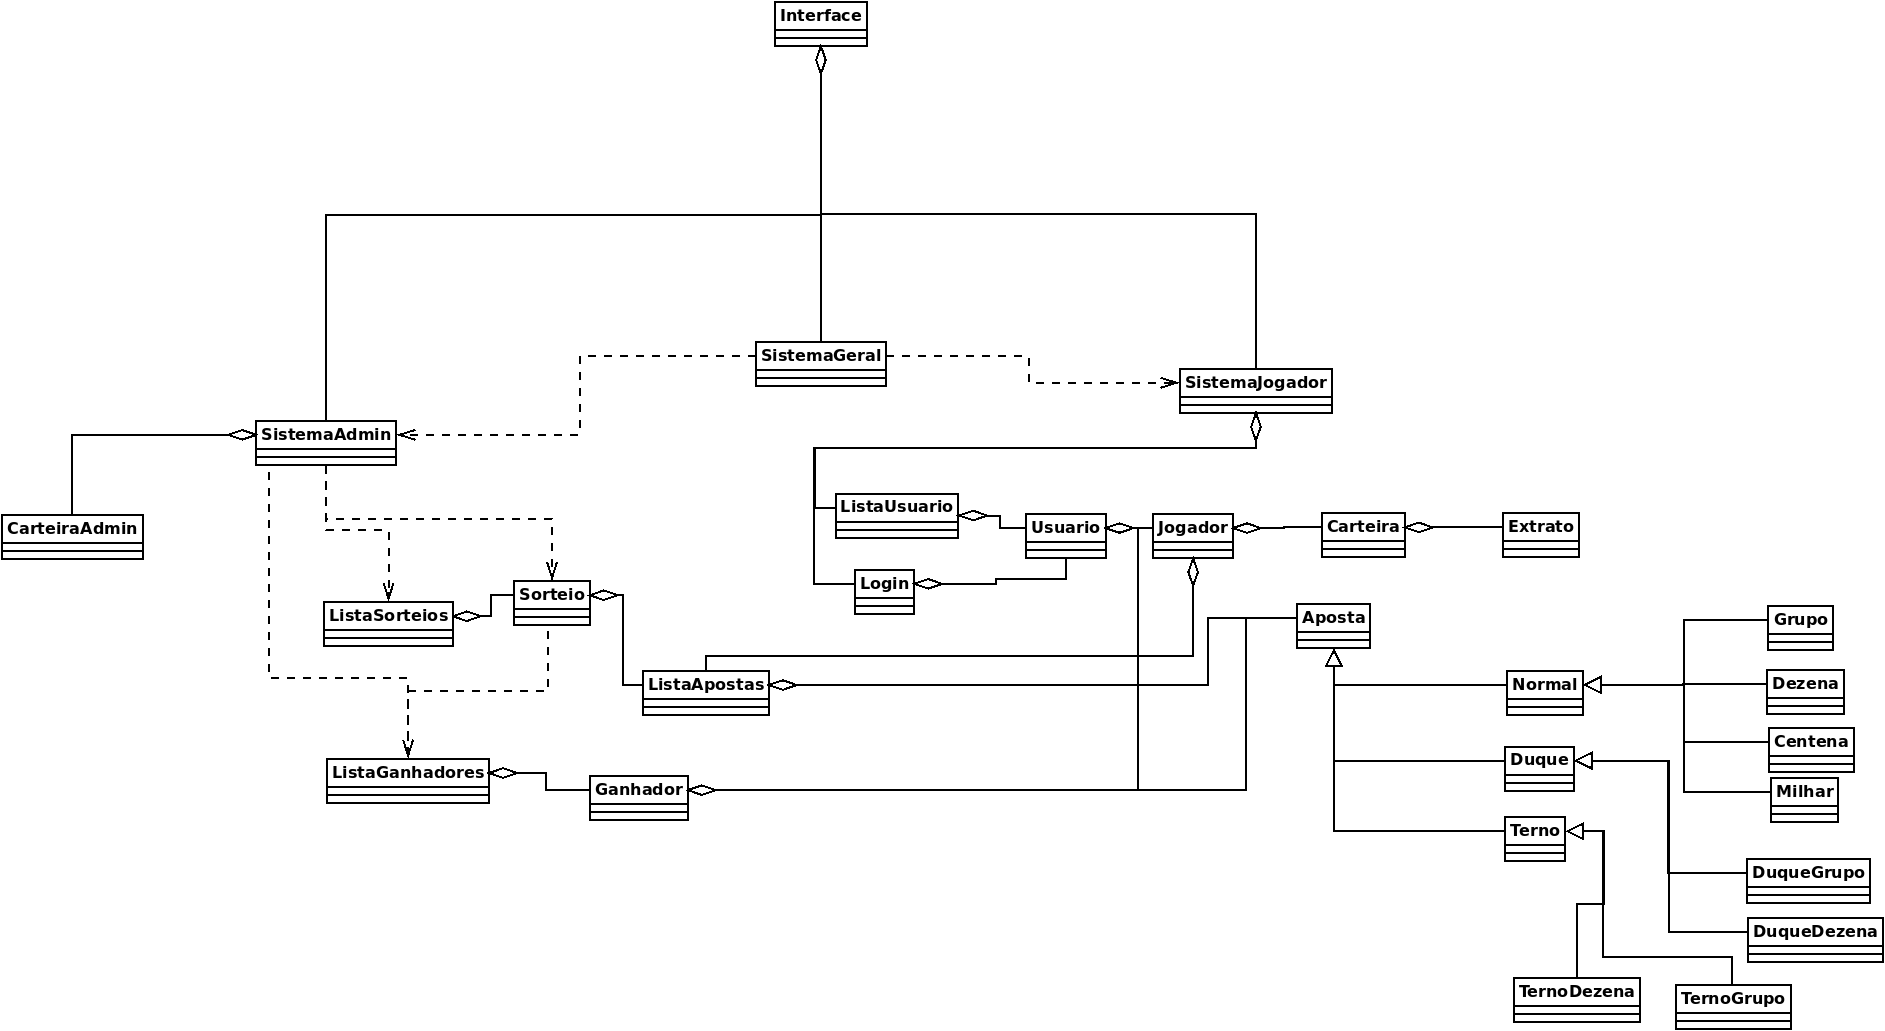 Interface
SistemaGeral
SistemaJogador
SistemaAdmin
CarteiraAdmin
ListaUsuario
Usuario
Jogador
Carteira
Extrato
Login
Sorteio
ListaSorteios
Aposta
Grupo
ListaApostas
Normal
Dezena
Centena
Duque
ListaGanhadores
Ganhador
Milhar
Terno
DuqueGrupo
DuqueDezena
TernoDezena
TernoGrupo